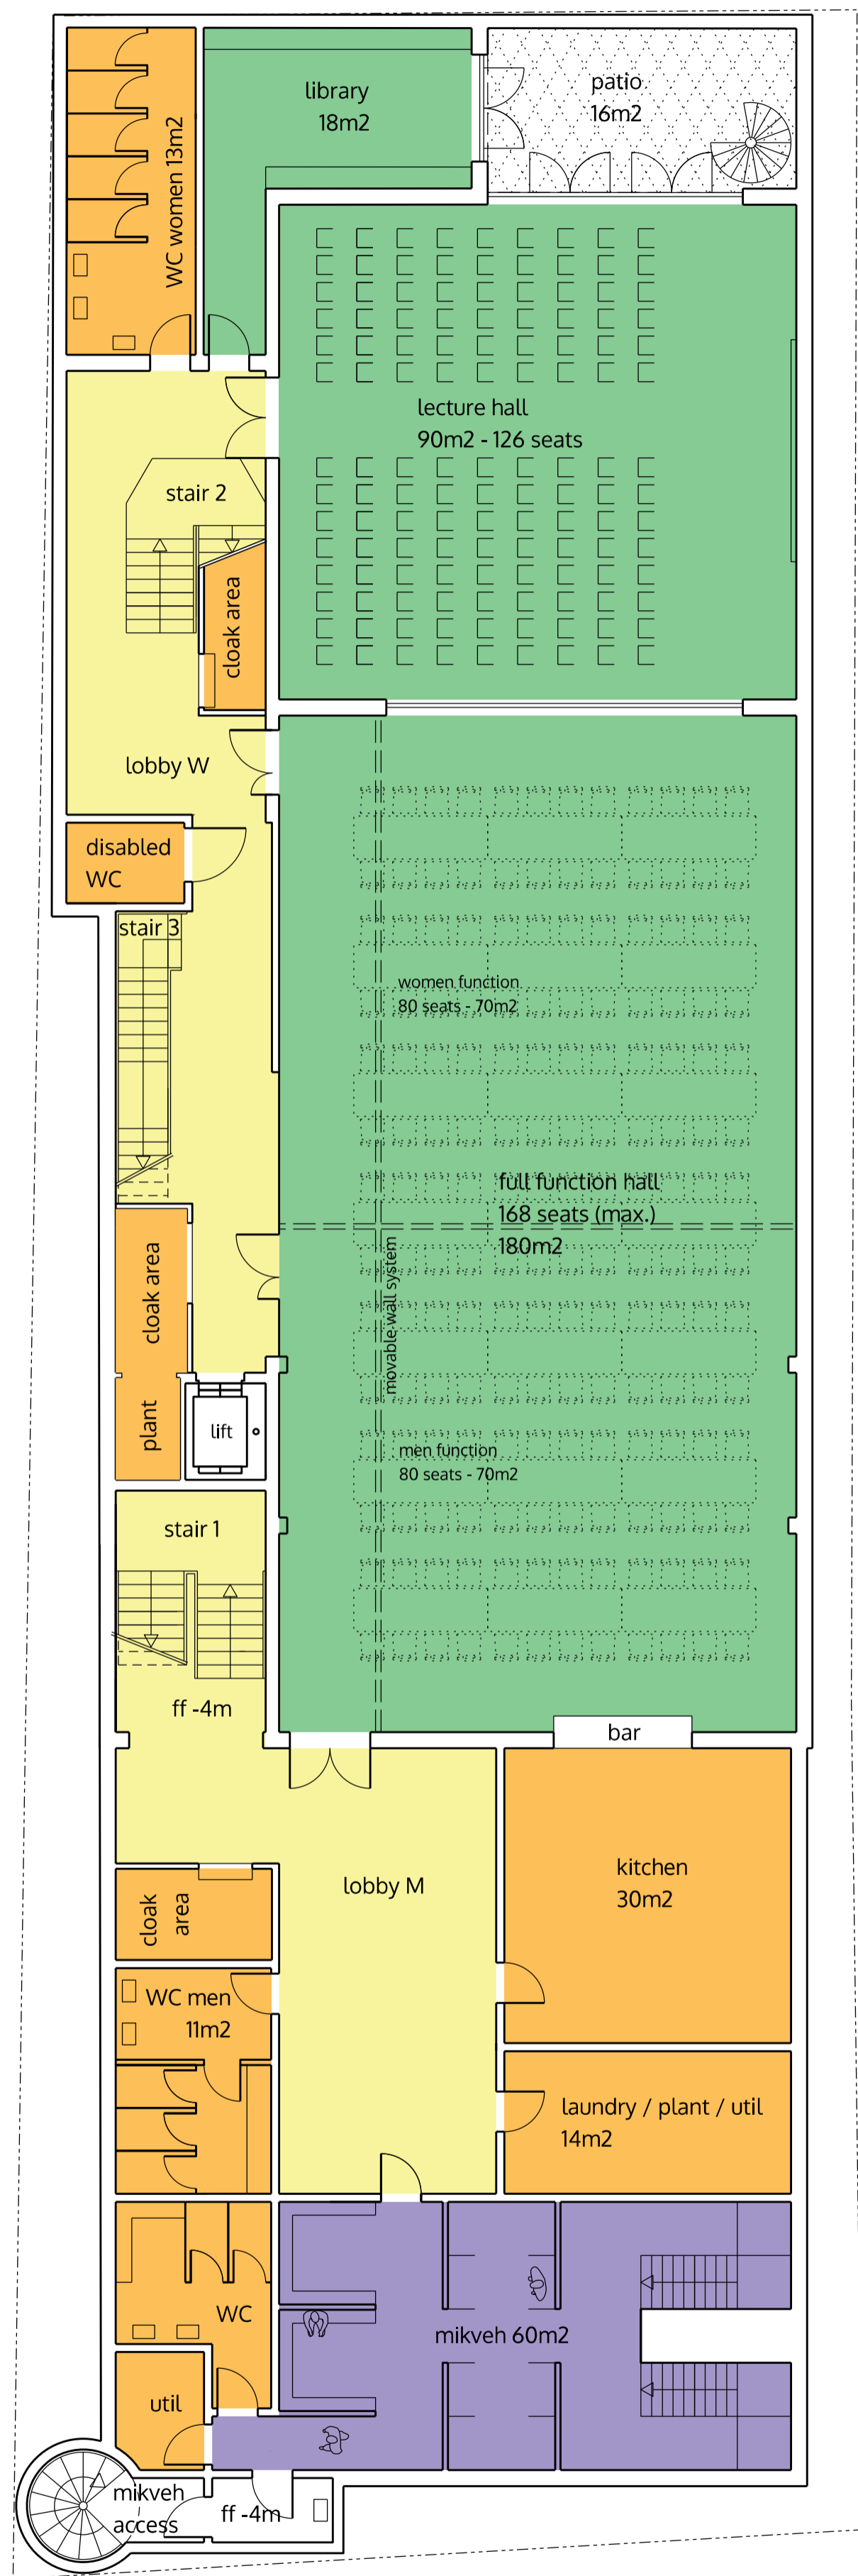 library
18m2
patio
16m2
WC women 13m2
lecture hall
90m2 - 126 seats
stair 2
cloak area
lobby W
disabled
WC
stair 3
women function
80 seats - 70m2
full function hall
168 seats (max.)
180m2
movable wall system
cloak area
plant
lift
men function
80 seats - 70m2
stair 1
ff -4m
bar
kitchen
30m2
lobby M
cloak
area
WC men
11m2
laundry / plant / util
14m2
WC
mikveh 60m2
util
mikveh
access
ff -4m